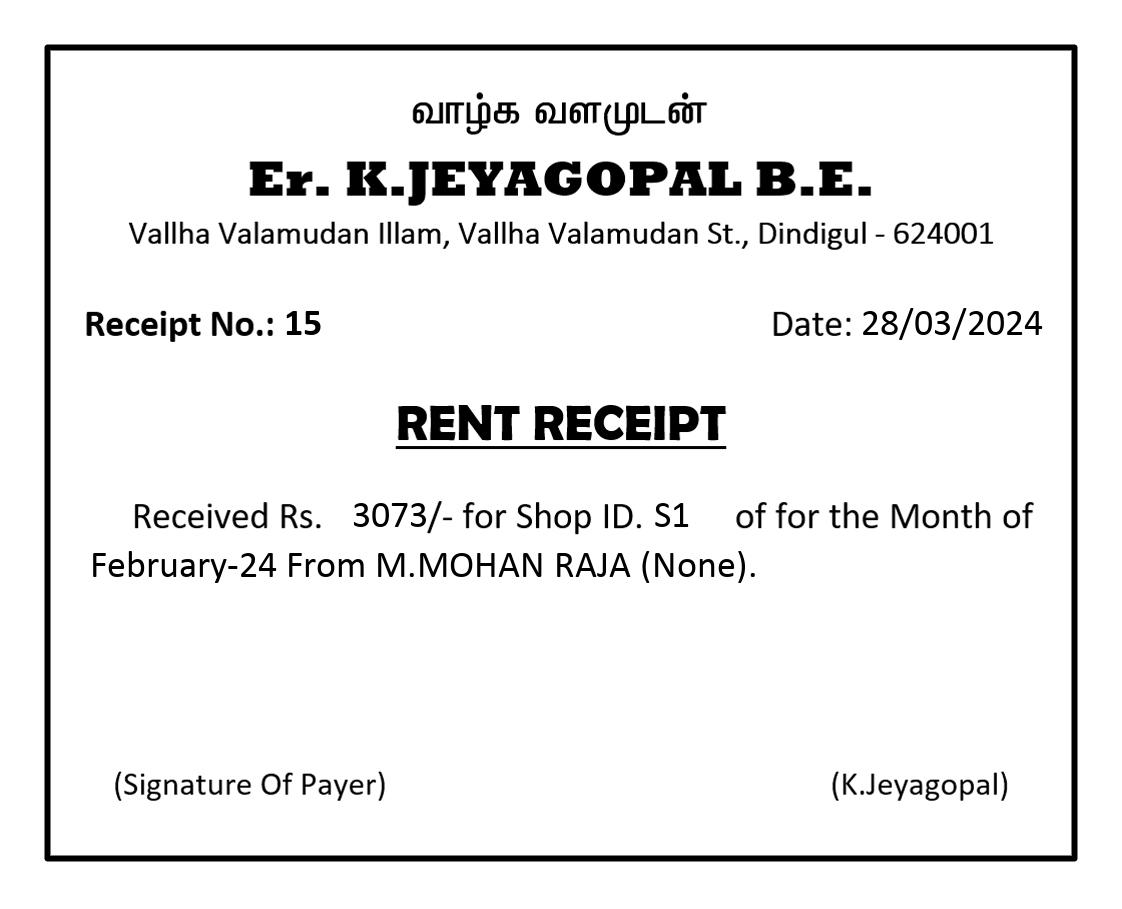 வாழ்க வளமுடன்
Er. K.JEYAGOPAL B.E.
Vallha Valamudan Illam, Vallha Valamudan St., Dindigul - 624001
Receipt No.: 15 Date: 28/03/2024
RENT RECEIPT
Received Rs. 3073/- for Shop ID. S1 of for the Month of
February-24 From M.MOHAN RAJA (None).
(Signature Of Payer) (K.Jeyagopal)